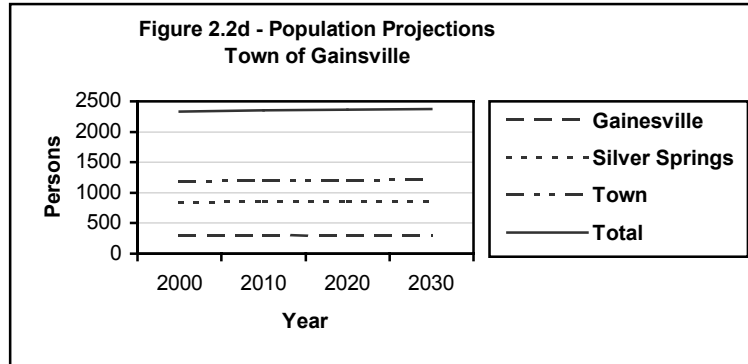 Figure 2.2d - Population Projections
Town of Gainsville
2500
2000
1500
1000
500
0
Persons
2000 2010 2020 2030
Year
Gainesville
Silver Springs
Town
Total